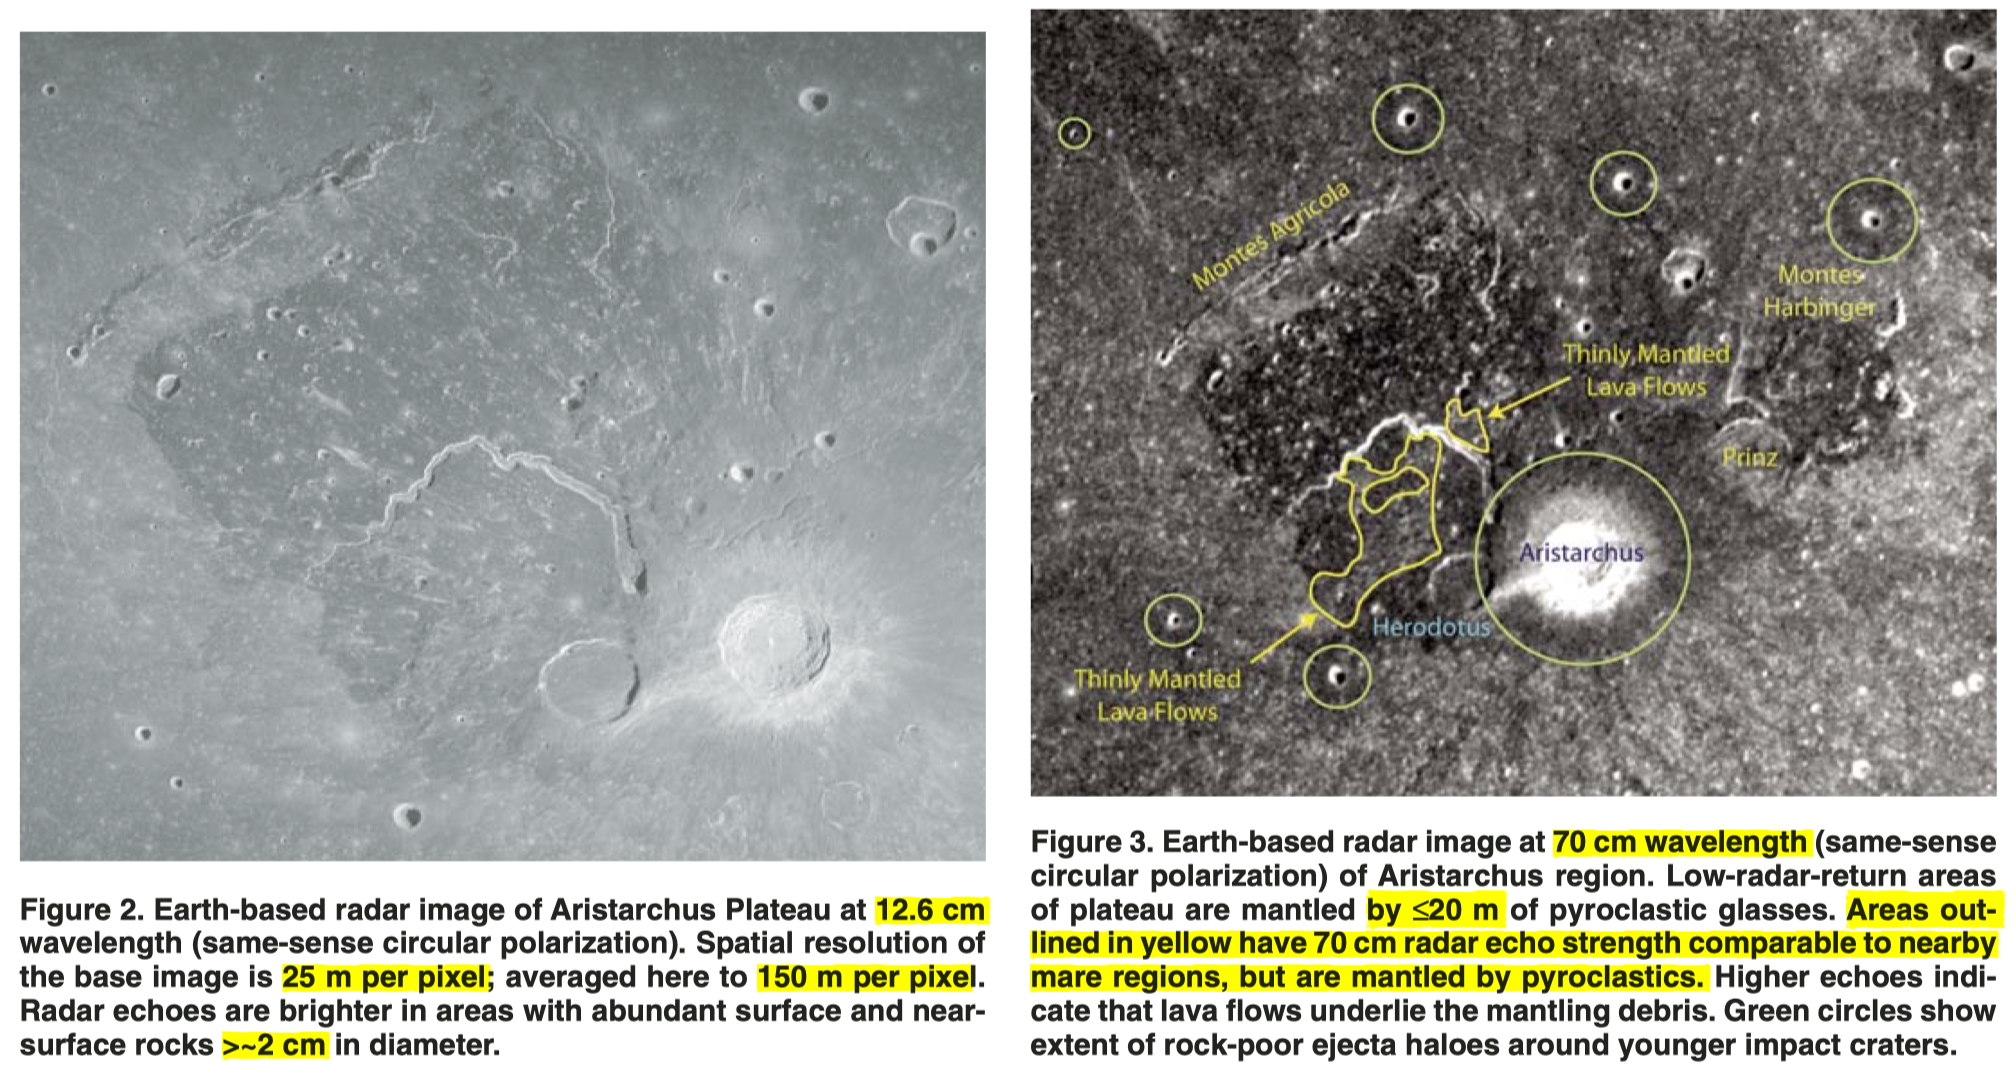 Figure 2. Earth-based radar image of Aristarchus Plateau at 12.6 cm
wavelength (same-sense circular polarization). Spatial resolution of
the base image is 25 m per pixel; averaged here to 150 m per pixel.
Radar echoes are brighter in areas with abundant surface and near-
surface rocks >~2 cm in diameter.
Montes Agricola
Montes
Harbinger
Thinly Mantled
Lava Flows
Prinz
Aristarchus
Herodotus
Thinly Mantled
Lava Flows
Figure 3. Earth-based radar image at 70 cm wavelength (same-sense
circular polarization) of Aristarchus region. Low-radar-return areas
of plateau are mantled by ≤20 m of pyroclastic glasses. Areas out-
lined in yellow have 70 cm radar echo strength comparable to nearby
mare regions, but are mantled by pyroclastics. Higher echoes indi-
cate that lava flows underlie the mantling debris. Green circles show
extent of rock-poor ejecta haloes around younger impact craters.